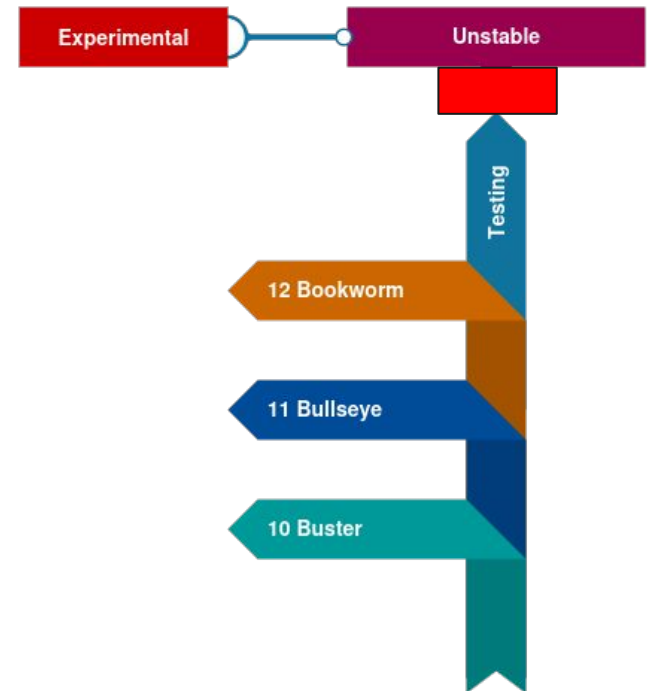 Experimental
Unstable
Testing
12 Bookworm
11 Bullseye
10 Buster